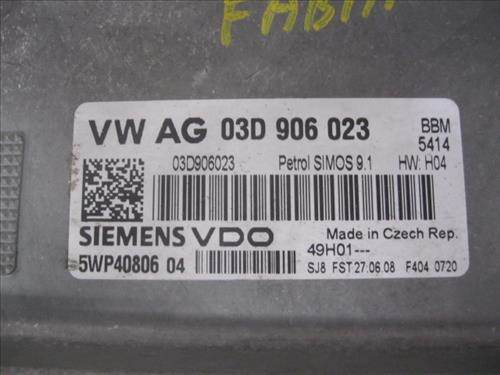 FABIA
VW AG 03D 906 023 BBM
5414
03D906023 Petrol SIMOS 9.1 HW: H04
SIEMENS VDO Made in Czech Rep.
5WP40806 04 49H01---
SJ8 FST 27.06.08 F404 0720